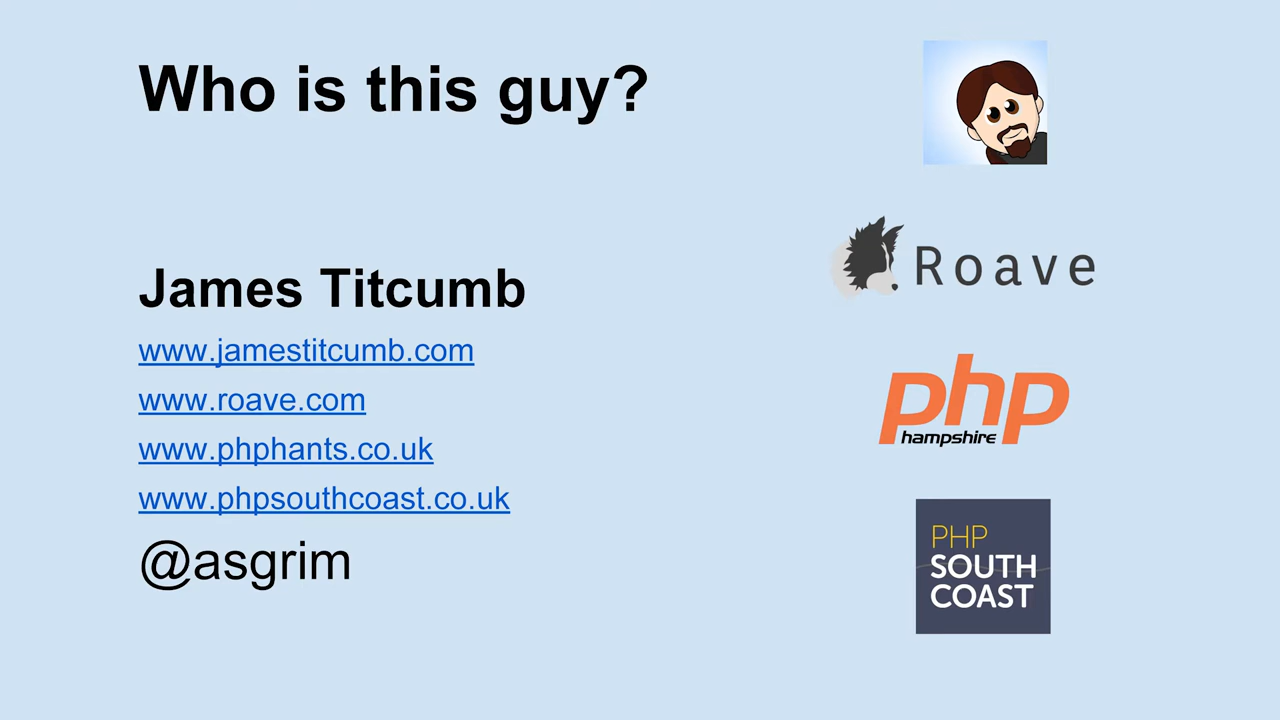 Who is this guy?
James Titcumb
www.jamestitcumb.com
www.roave.com
www.phphants.co.uk
www.phpsouthcoast.co.uk
@asgrim
Roave
php
hampshire
PHP
SOUTH
COAST